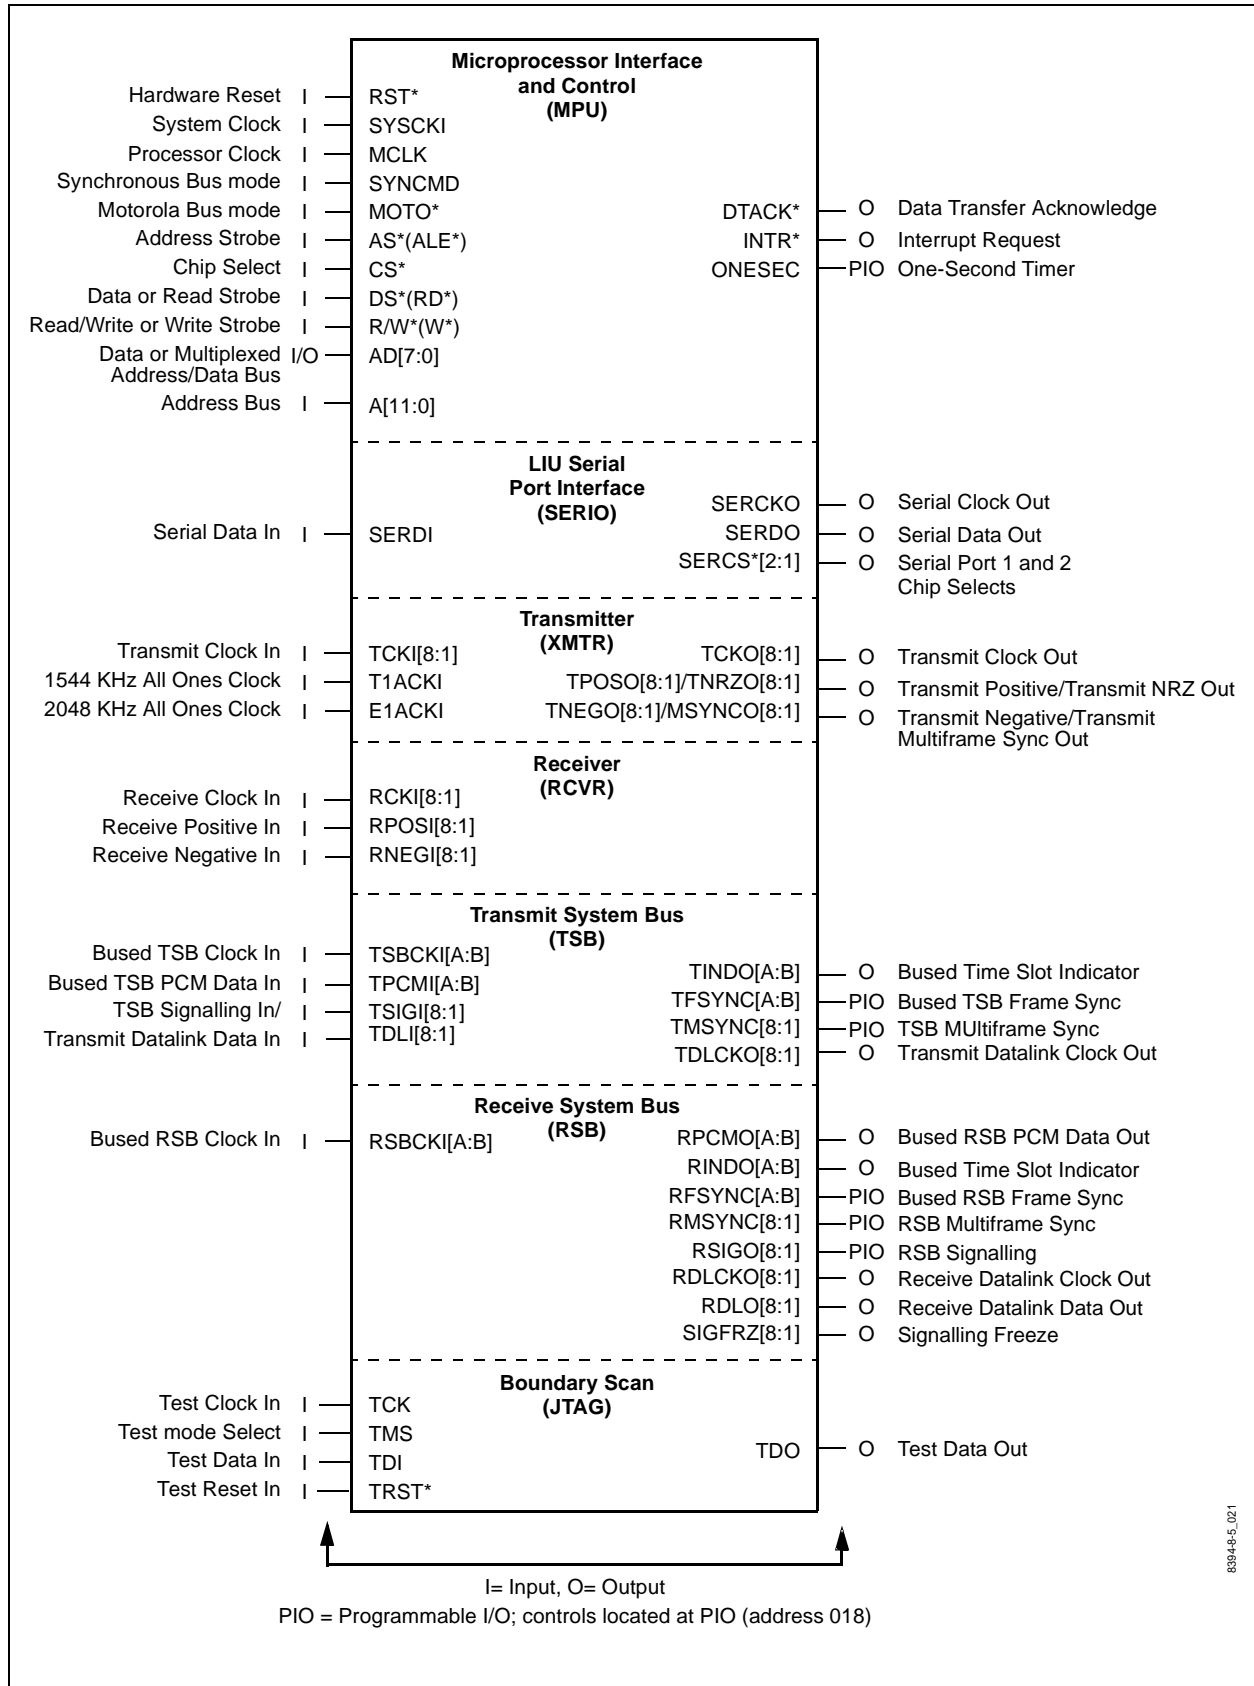 Microprocessor Interface
and Control
(MPU)
Hardware Reset I RST*
System Clock I SYSCKI
Processor Clock I MCLK
Synchronous Bus mode I SYNCMD
Motorola Bus mode I MOTO* DTACK* O Data Transfer Acknowledge
Address Strobe I AS*(ALE*) INTR* O Interrupt Request
Chip Select I CS* ONESEC PIO One-Second Timer
Data or Read Strobe I DS*(RD*)
Read/Write or Write Strobe I R/W*(W*)
Data or Multiplexed I/O AD[7:0]
Address/Data Bus
Address Bus I A[11:0]
LIU Serial
Port Interface
(SERIO)
SERCKO O Serial Clock Out
Serial Data In I SERDI SERDO O Serial Data Out
SERCS*[2:1] O Serial Port 1 and 2
Chip Selects
Transmitter
(XMTR)
Transmit Clock In I TCKI[8:1] TCKO[8:1] O Transmit Clock Out
1544 KHz All Ones Clock I T1ACKI TPOSO[8:1]/TNRZO[8:1] O Transmit Positive/Transmit NRZ Out
2048 KHz All Ones Clock I E1ACKI TNEGO[8:1]/MSYNCO[8:1] O Transmit Negative/Transmit
Multiframe Sync Out
Receiver
(RCVR)
Receive Clock In I RCKI[8:1]
Receive Positive In I RPOSI[8:1]
Receive Negative In I RNEGI[8:1]
Transmit System Bus
(TSB)
Bused TSB Clock In I TSBCKI[A:B] TINDO[A:B] O Bused Time Slot Indicator
Bused TSB PCM Data In I TPCMI[A:B] TFSYNC[A:B] PIO Bused TSB Frame Sync
TSB Signalling In/ I TSIGI[8:1] TMSYNC[8:1] PIO TSB MUltiframe Sync
Transmit Datalink Data In I TDLI[8:1] TDLCKO[8:1] O Transmit Datalink Clock Out
Receive System Bus
(RSB)
Bused RSB Clock In I RSBCKI[A:B] RPCMO[A:B] O Bused RSB PCM Data Out
RINDO[A:B] O Bused Time Slot Indicator
RFSYNC[A:B] PIO Bused RSB Frame Sync
RMSYNC[8:1] PIO RSB Multiframe Sync
RSIGO[8:1] PIO RSB Signalling
RDLCKO[8:1] O Receive Datalink Clock Out
RDLO[8:1] O Receive Datalink Data Out
SIGFRZ[8:1] O Signalling Freeze
Boundary Scan
(JTAG)
Test Clock In I TCK
Test mode Select I TMS
Test Data In I TDI TDO O Test Data Out
Test Reset In I TRST*
I= Input, O= Output
PIO = Programmable I/O; controls located at PIO (address 018)
8394-8-5_021